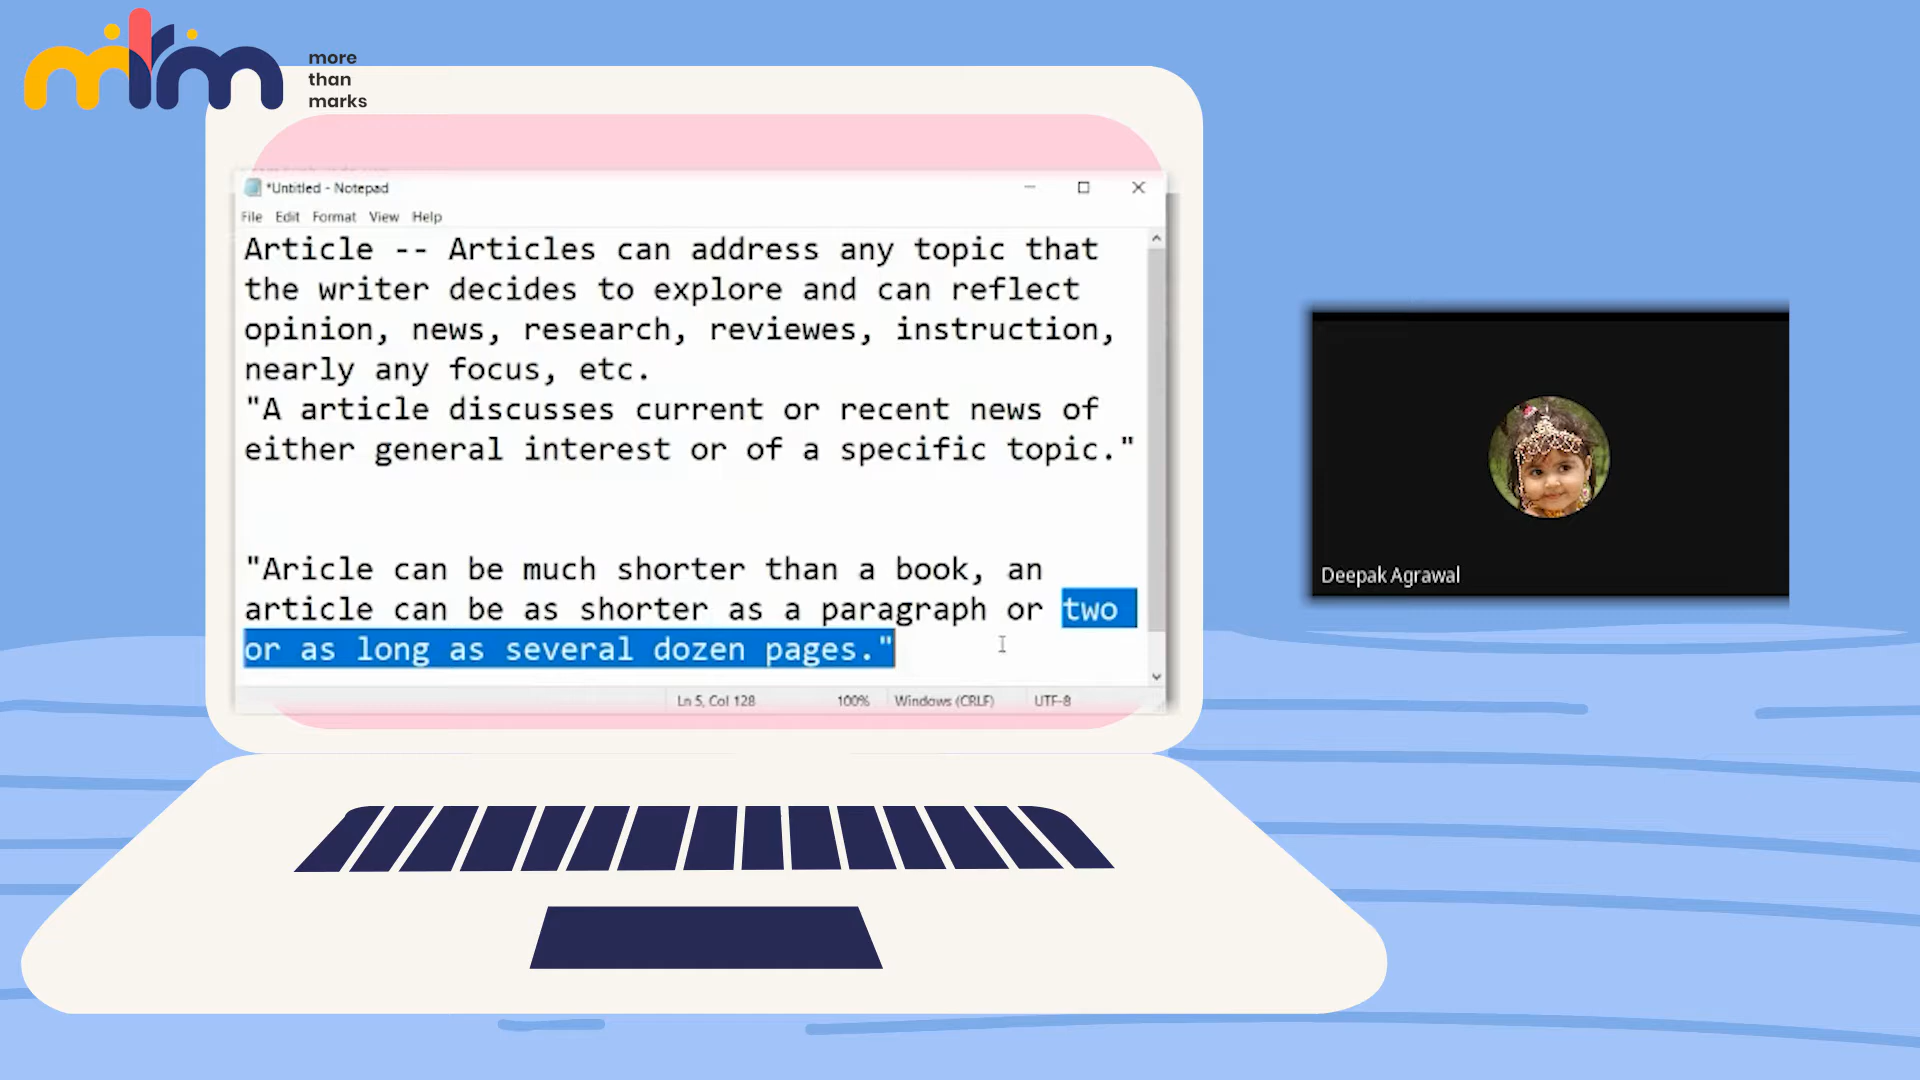 mtm
more
than
marks
*Untitled - Notepad
File Edit Format View Help
Article -- Articles can address any topic that
the writer decides to explore and can reflect
opinion, news, research, reviewes, instruction,
nearly any focus, etc.
"A article discusses current or recent news of
either general interest or of a specific topic."
"Aricle can be much shorter than a book, an
article can be as shorter as a paragraph or two
or as long as several dozen pages."
Ln 5, Col 128 100% Windows (CRLF) UTF-8
Deepak Agrawal